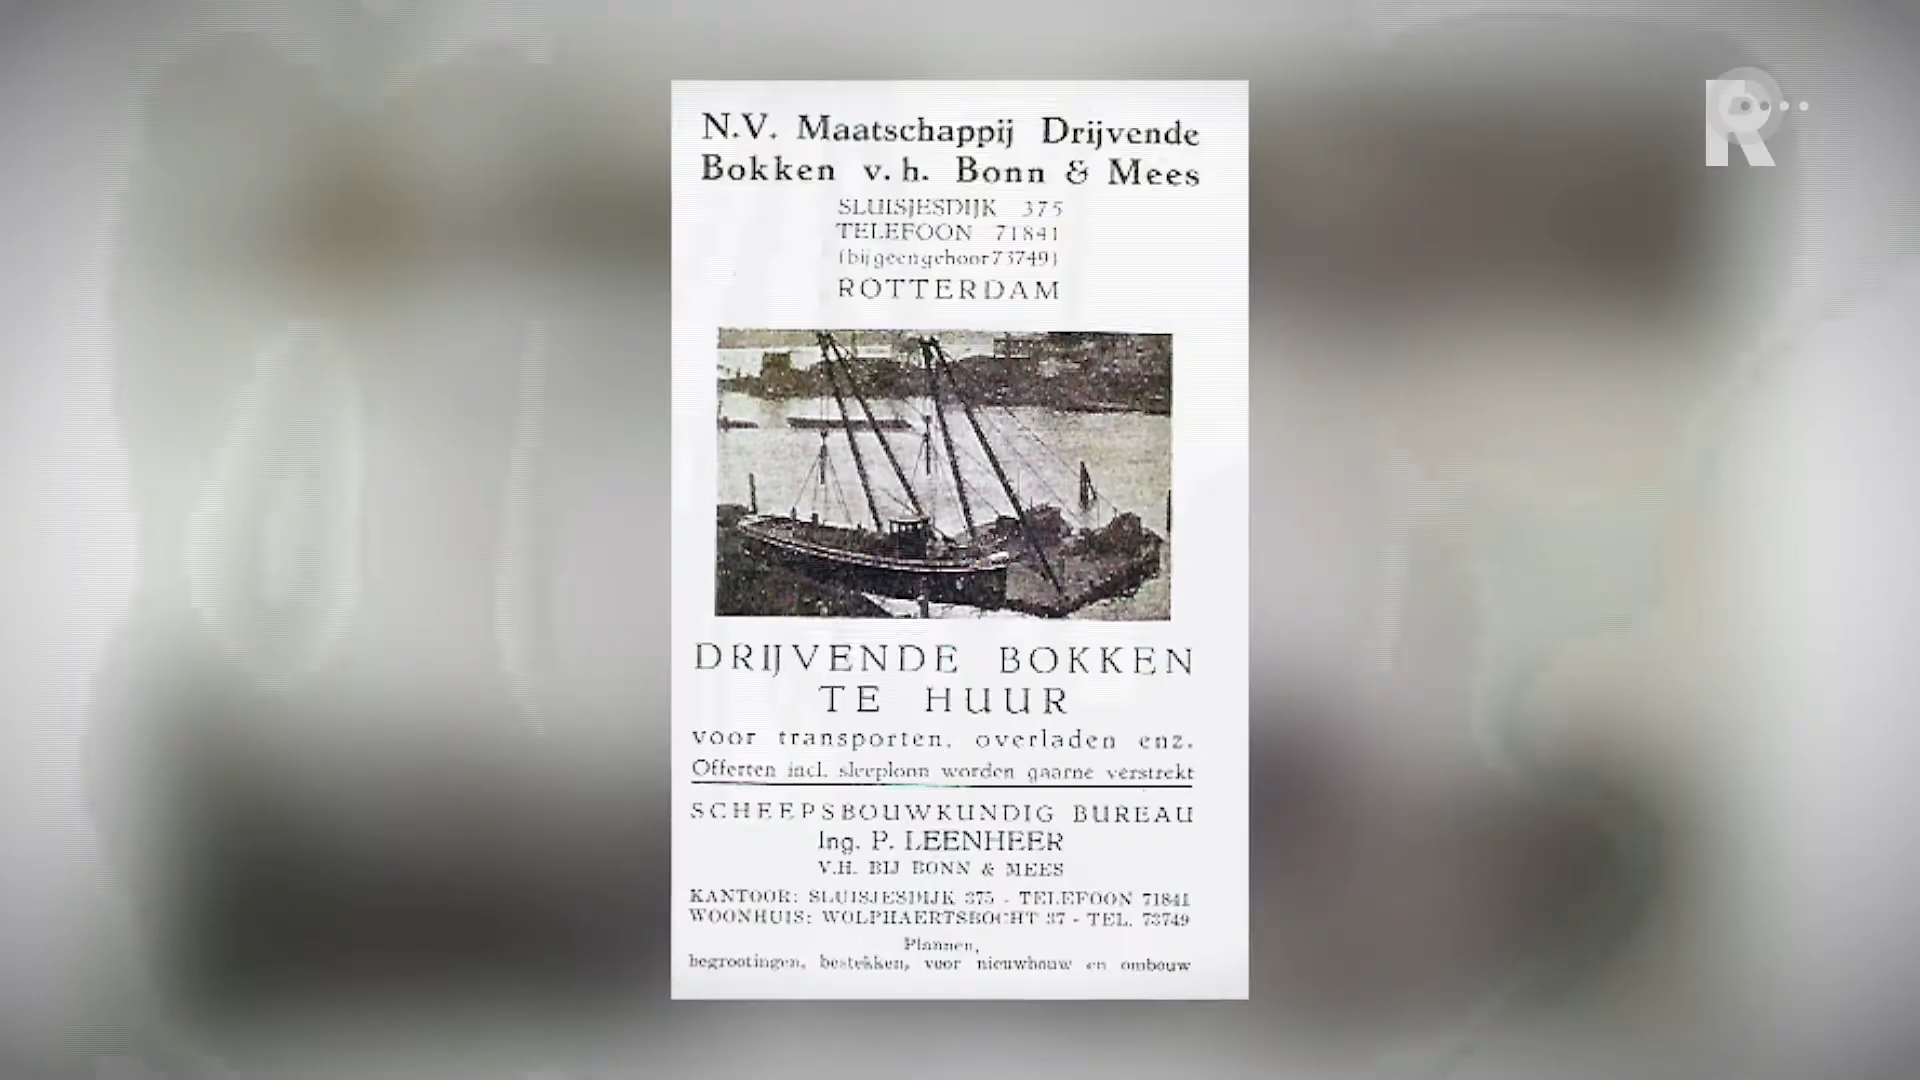 N.V. Maatschappij Drijvende
Bokken v.h. Bonn & Mees
SLUISJESDIJK 375
TELEFOON 71841
(bij geen gehoor 73749)
ROTTERDAM
DRIJVENDE BOKKEN
TE HUUR
voor transporten, overladen enz.
Offerten incl. sleeploon worden gaarne verstrekt
SCHEEPSBOUWKUNDIG BUREAU
Ing. P. LEENHEER
V.H. BIJ BONN & MEES
KANTOOR: SLUISJESDIJK 375 - TELEFOON 71841
WOONHUIS: WOLPHAERTSBOCHT 37 - TEL. 73749
Plannen,
begrootingen, bestekken, voor nieuwbouw en ombouw
R